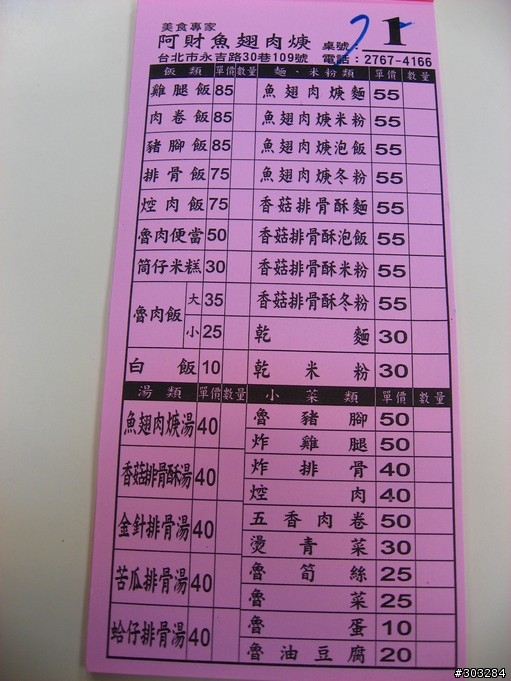 美食專家
阿財魚翅肉焿 桌號: 21
台北市永吉路30巷109號 電話:2767-4166
飯類 單價 數量 麵、米粉類 單價 數量
雞腿飯 85 魚翅肉焿麵 55
肉卷飯 85 魚翅肉焿米粉 55
豬腳飯 85 魚翅肉焿泡飯 55
排骨飯 75 魚翅肉焿冬粉 55
焢肉飯 75 香菇排骨酥麵 55
魯肉便當 50 香菇排骨酥泡飯 55
筒仔米糕 30 香菇排骨酥米粉 55
魯肉飯 大 35 香菇排骨酥冬粉 55
小 25 乾麵 30
白飯 10 乾米粉 30
湯類 單價 數量 小菜類 單價 數量
魚翅肉焿湯 40 魯豬腳 50
炸雞腿 50
香菇排骨酥湯 40 炸排骨 40
焢肉 40
金針排骨湯 40 五香肉卷 50
燙青菜 30
苦瓜排骨湯 40 魯筍絲 25
魯菜 25
蛤仔排骨湯 40 魯蛋 10
魯油豆腐 20
#303284